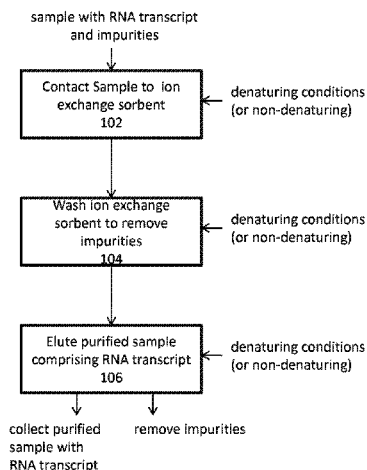 sample with RNA transcript
and impurities
Contact Sample to ion
exchange sorbent
102
denaturing conditions
(or non-denaturing)
Wash ion exchange
sorbent to remove
impurities
104
denaturing conditions
(or non-denaturing)
Elute purified sample
comprising RNA transcript
106
denaturing conditions
(or non-denaturing)
collect purified
sample with
RNA transcript
remove impurities